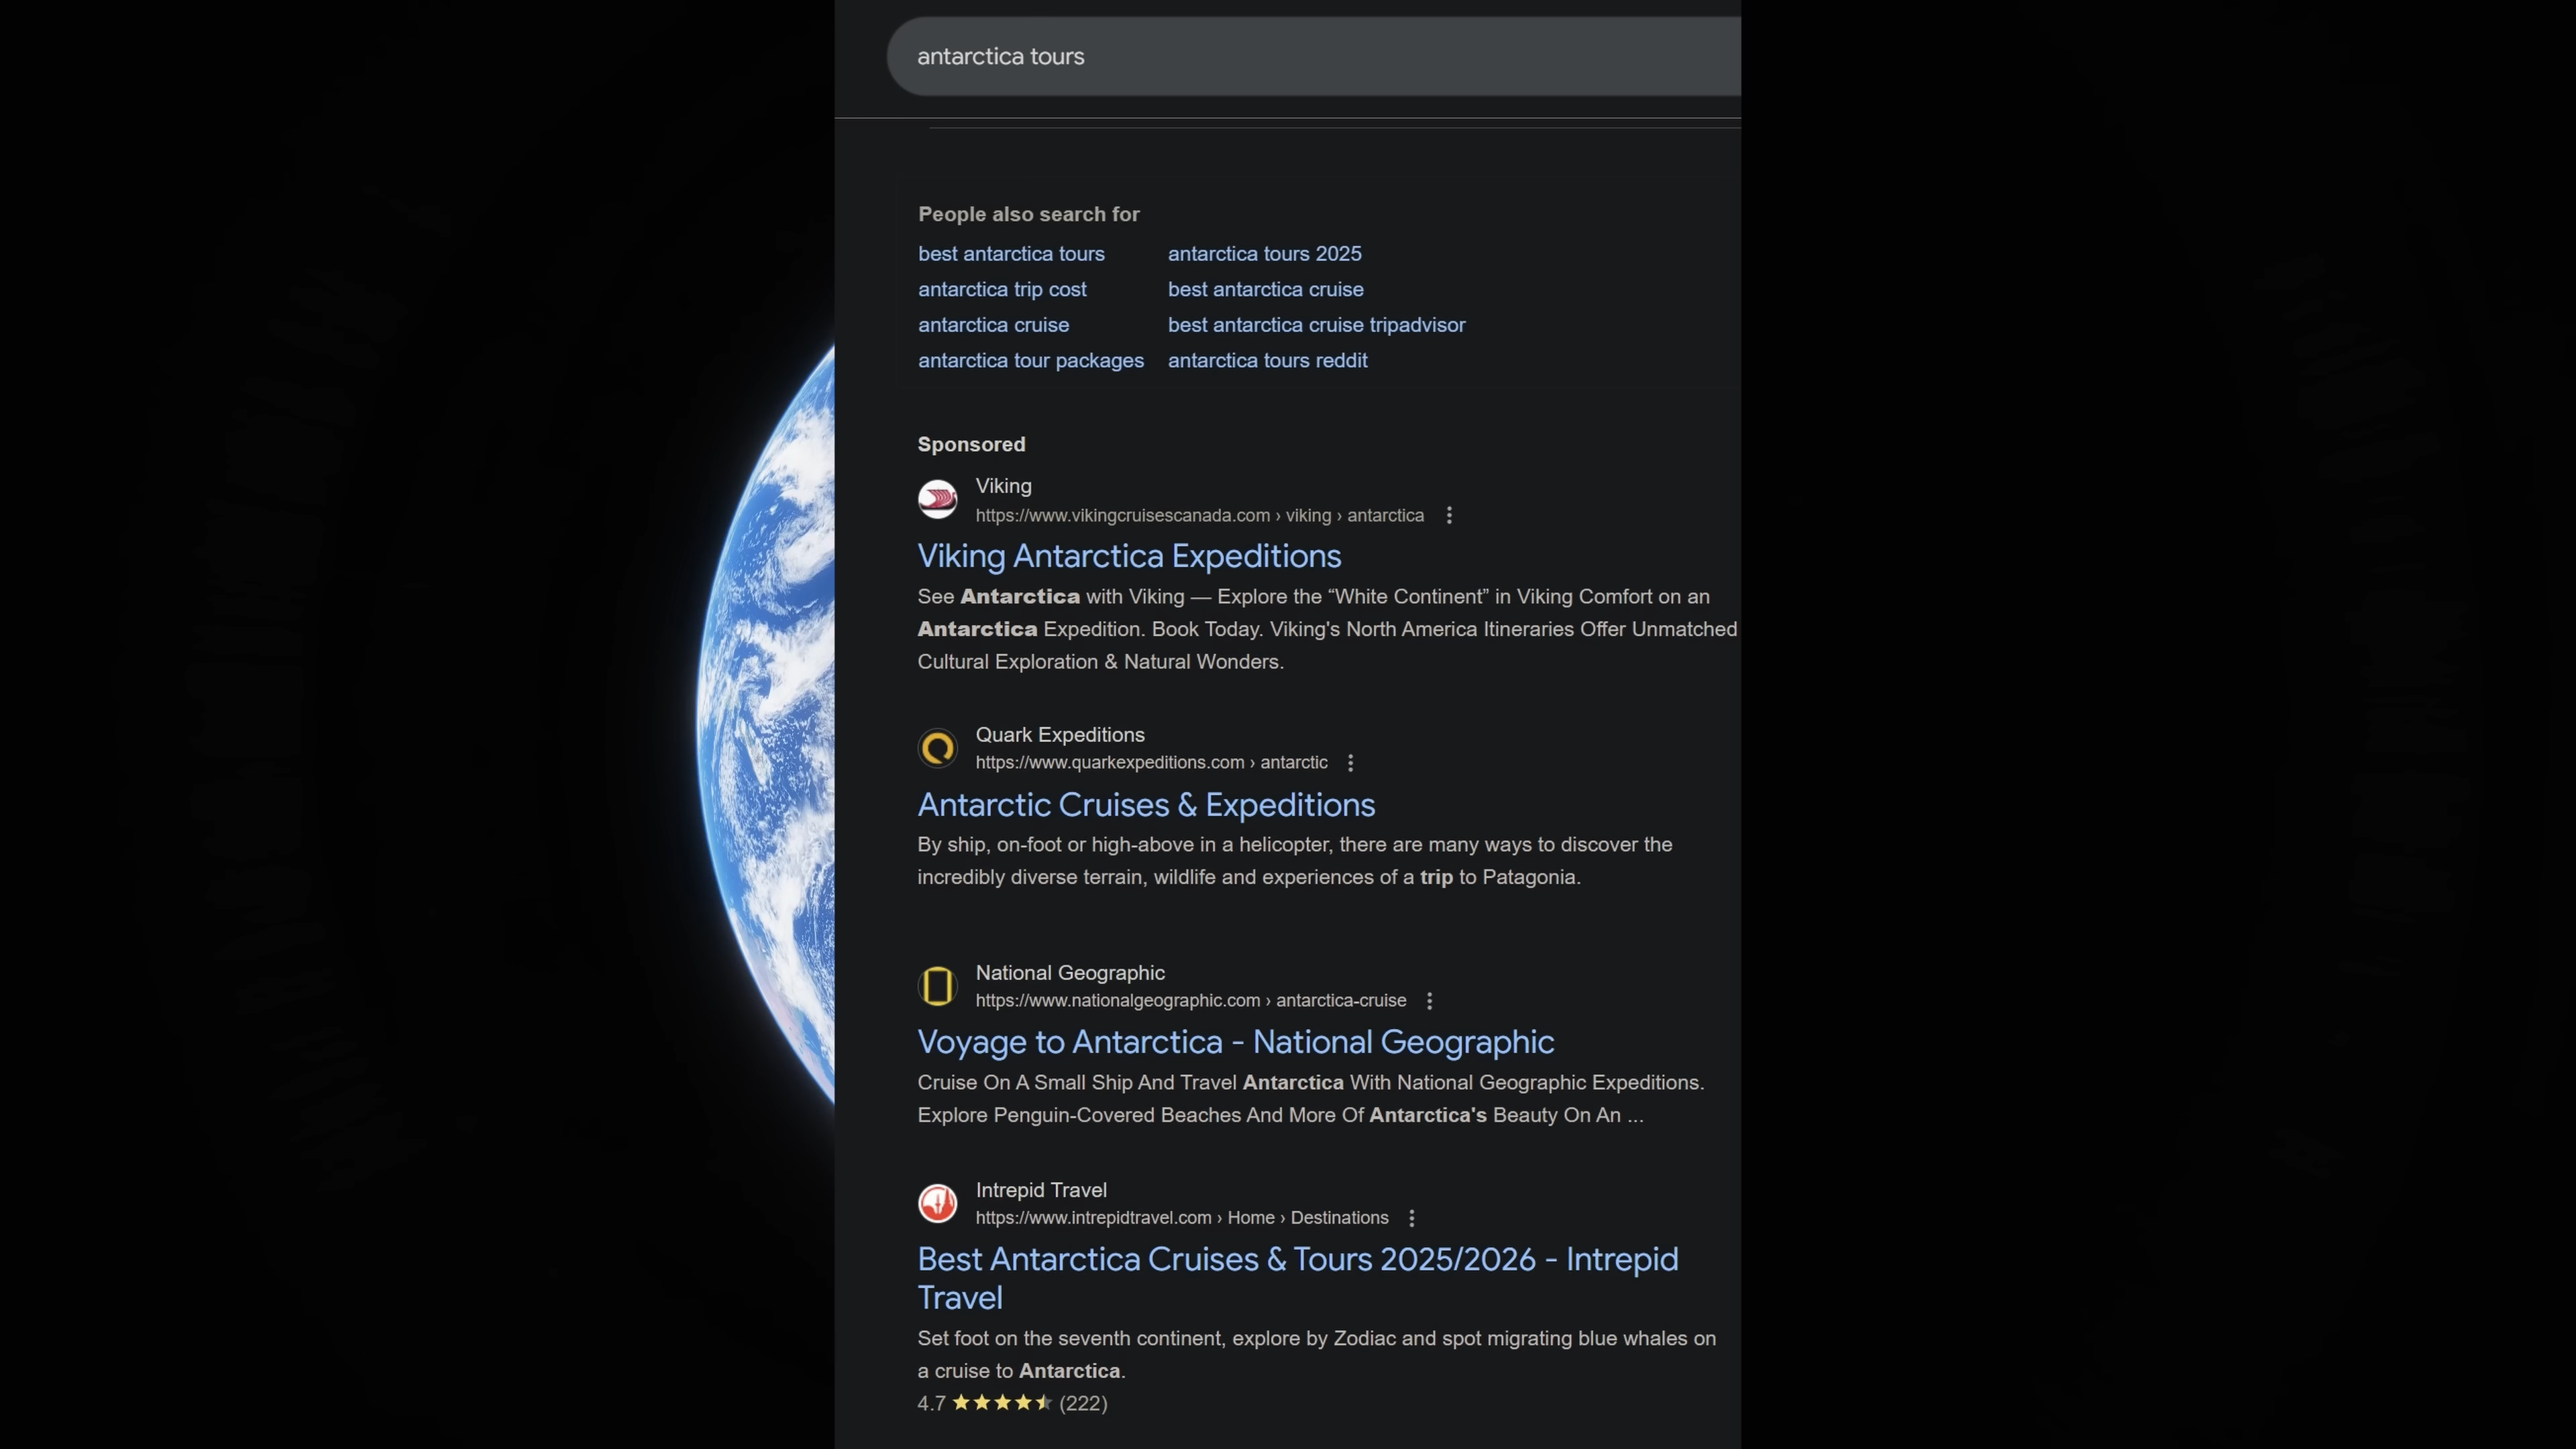 antarctica tours
People also search for
best antarctica tours
antarctica tours 2025
antarctica trip cost
best antarctica cruise
antarctica cruise
best antarctica cruise tripadvisor
antarctica tour packages
antarctica tours reddit
Sponsored
Viking
https://www.vikingcruisescanada.com › viking › antarctica
Viking Antarctica Expeditions
See Antarctica with Viking — Explore the “White Continent” in Viking Comfort on an
Antarctica Expedition. Book Today. Viking's North America Itineraries Offer Unmatched
Cultural Exploration & Natural Wonders.
Quark Expeditions
https://www.quarkexpeditions.com › antarctic
Antarctic Cruises & Expeditions
By ship, on-foot or high-above in a helicopter, there are many ways to discover the
incredibly diverse terrain, wildlife and experiences of a trip to Patagonia.
National Geographic
https://www.nationalgeographic.com › antarctica-cruise
Voyage to Antarctica - National Geographic
Cruise On A Small Ship And Travel Antarctica With National Geographic Expeditions.
Explore Penguin-Covered Beaches And More Of Antarctica's Beauty On An ...
Intrepid Travel
https://www.intrepidtravel.com › Home › Destinations
Best Antarctica Cruises & Tours 2025/2026 - Intrepid
Travel
Set foot on the seventh continent, explore by Zodiac and spot migrating blue whales on
a cruise to Antarctica.
4.7 ★★★★⯪ (222)